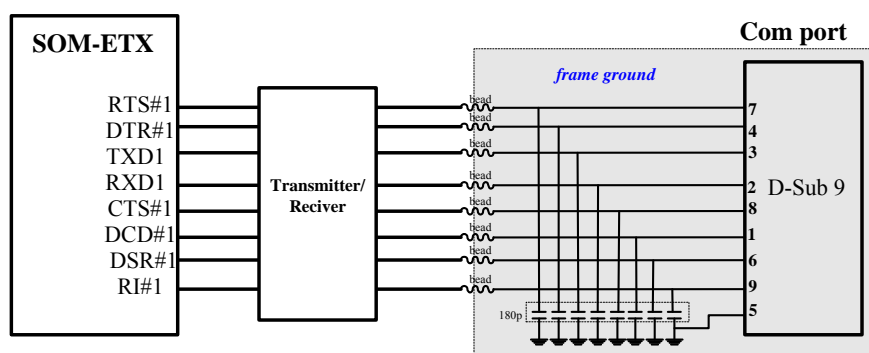 Com port
SOM-ETX
frame ground
RTS#1
DTR#1
TXD1
RXD1
CTS#1
DCD#1
DSR#1
RI#1
Transmitter/
Reciver
bead
bead
bead
bead
bead
bead
bead
bead
7
4
3
2
8
1
6
9
5
D-Sub 9
180p